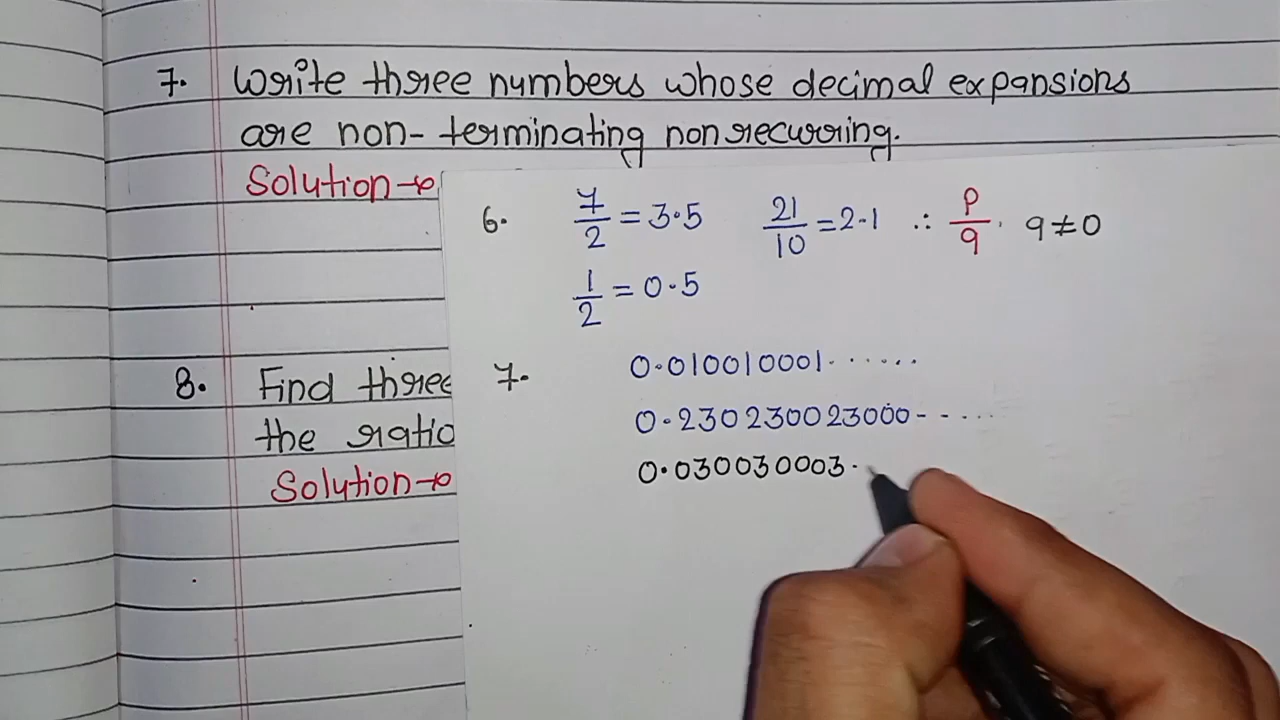 7. Write three numbers whose decimal expansions
are non-terminating nonrecurring.
Solution→
6. 7/2 = 3.5 21/10 = 2.1 ∴ p/q, q≠0
1/2 = 0.5
7. 0.010010001......
0.230230023000-----
0.030030003.
8. Find three
the ratio
Solution→